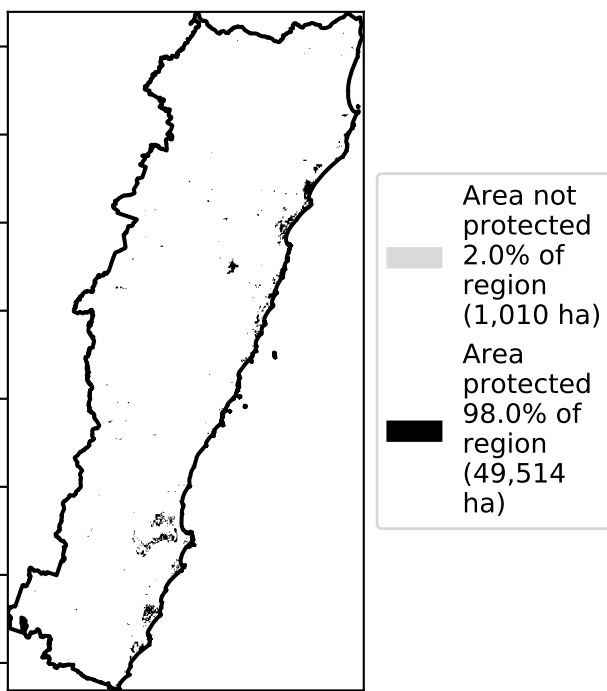 Area not
protected
2.0% of
region
(1,010 ha)
Area
protected
98.0% of
region
(49,514
ha)